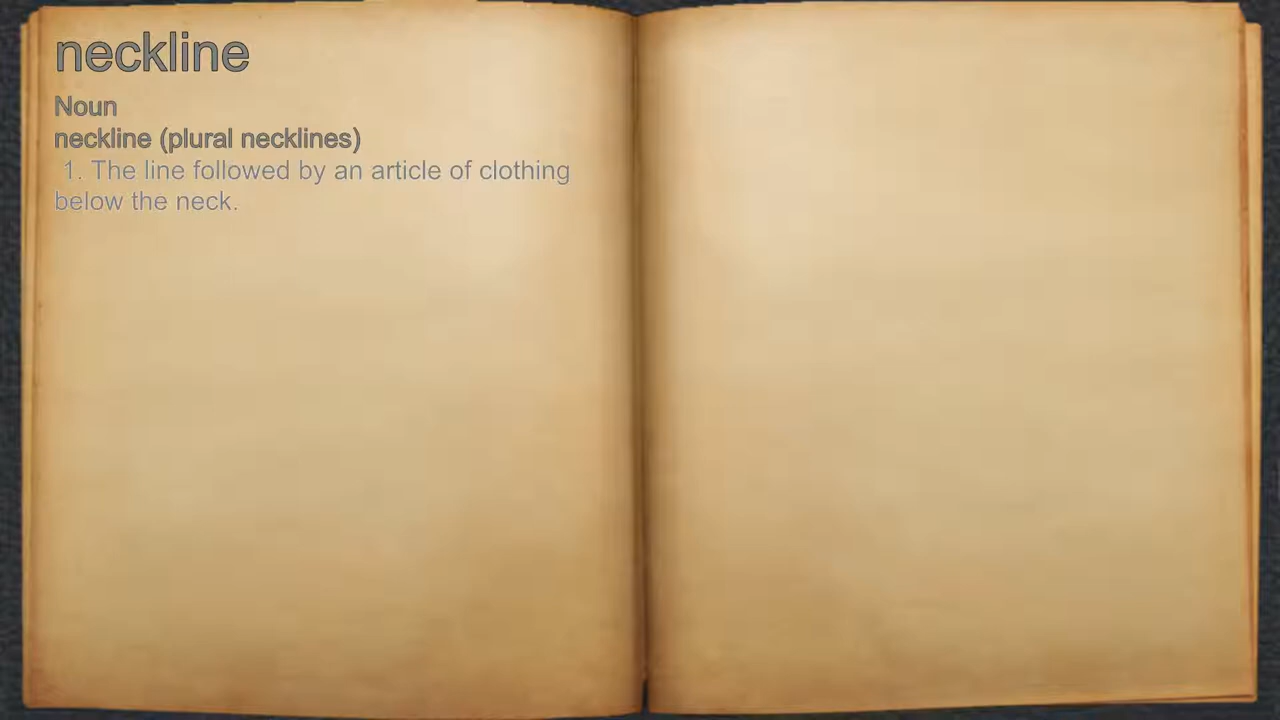 neckline
Noun
neckline (plural necklines)
1. The line followed by an article of clothing
below the neck.